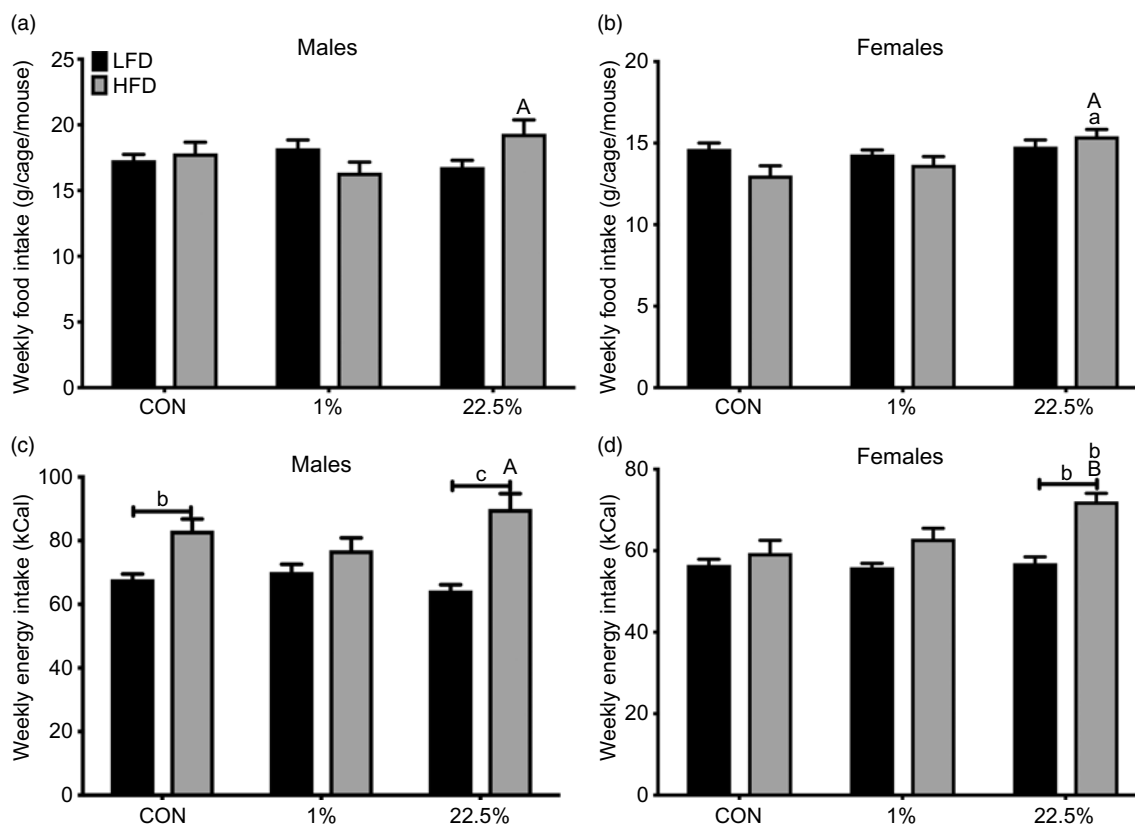 (a)
Males
LFD
HFD
Weekly food intake (g/cage/mouse)
25
20
15
10
5
0
A
CON
1%
22.5%
(b)
Females
Weekly food intake (g/cage/mouse)
20
15
10
5
0
A
a
CON
1%
22.5%
(c)
Males
Weekly energy intake (kCal)
100
80
60
40
20
0
b
c
A
CON
1%
22.5%
(d)
Females
Weekly energy intake (kCal)
80
60
40
20
0
b
b
B
CON
1%
22.5%